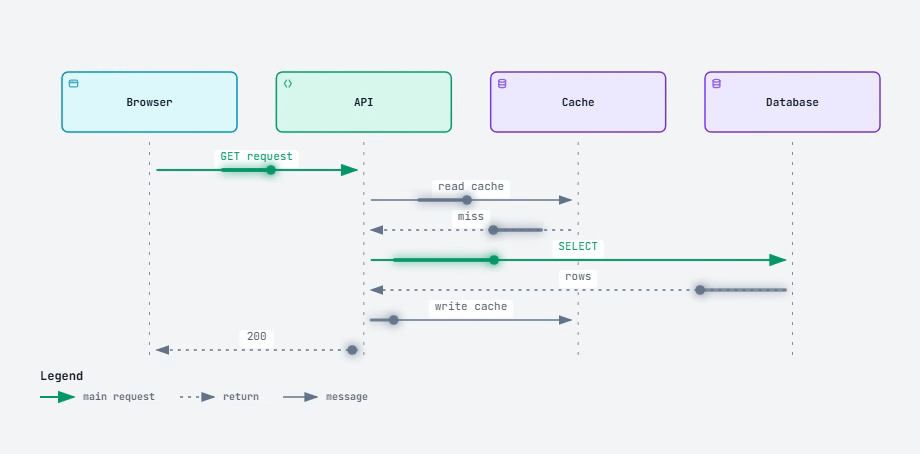 Browser
API
Cache
Database
GET request
read cache
miss
SELECT
rows
write cache
200
Legend
main request
return
message